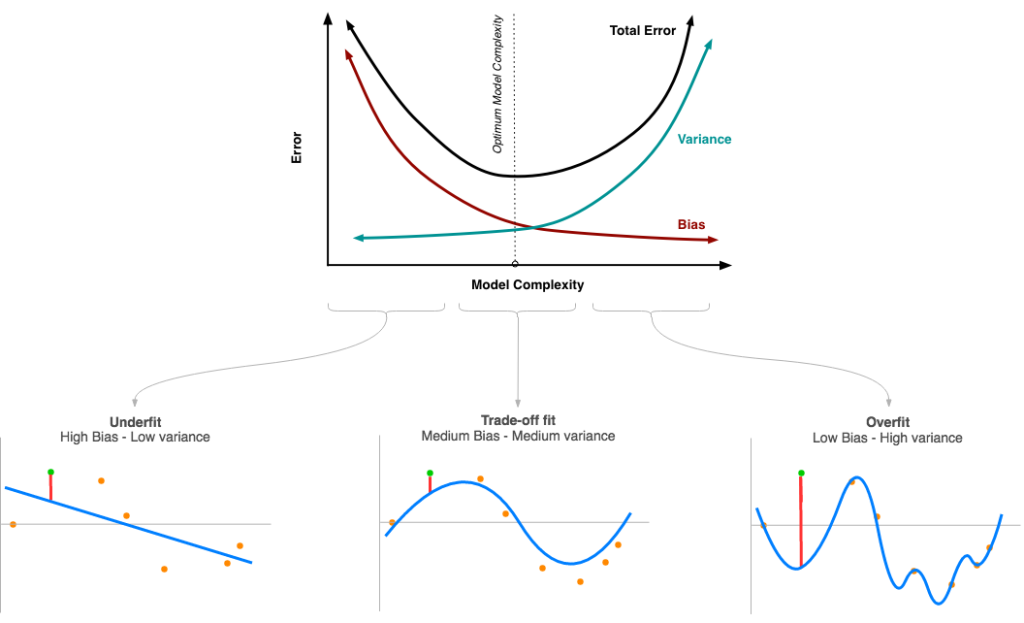 Optimum Model Complexity
Total Error
Error
Variance
Bias
Model Complexity
Underfit
High Bias - Low variance
Trade-off fit
Medium Bias - Medium variance
Overfit
Low Bias - High variance